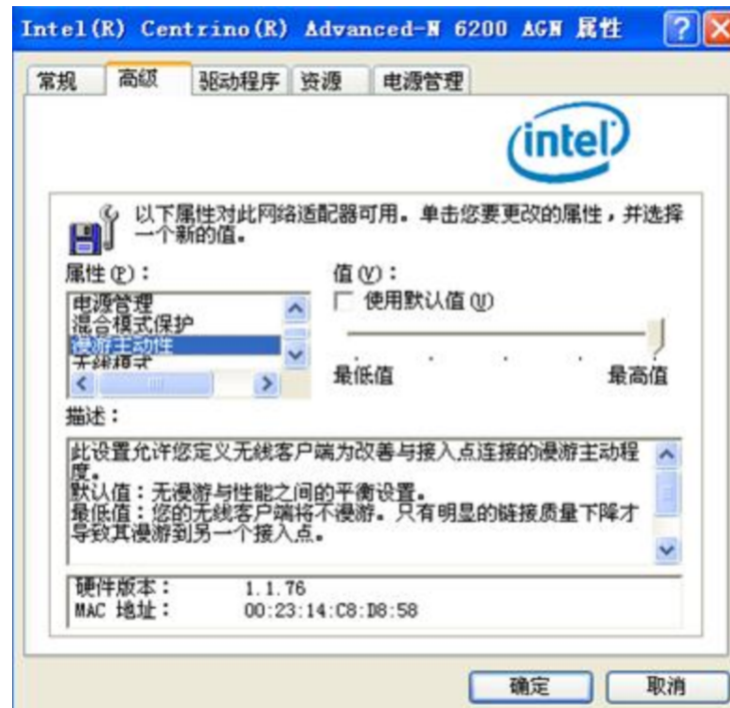 Intel(R) Centrino(R) Advanced-N 6200 AGN 属性
常规 高级 驱动程序 资源 电源管理
intel
以下属性对此网络适配器可用。单击您要更改的属性，并选择
一个新的值。
属性(P)：
值(V)：
电源管理
混合模式保护
漫游主动性
无线模式
使用默认值(U)
最低值
最高值
描述：
此设置允许您定义无线客户端为改善与接入点连接的漫游主动程
度。
默认值：无漫游与性能之间的平衡设置。
最低值：您的无线客户端将不漫游。只有明显的链接质量下降才
导致其漫游到另一个接入点。
硬件版本： 1.1.76
MAC 地址： 00:23:14:C8:D8:58
确定 取消